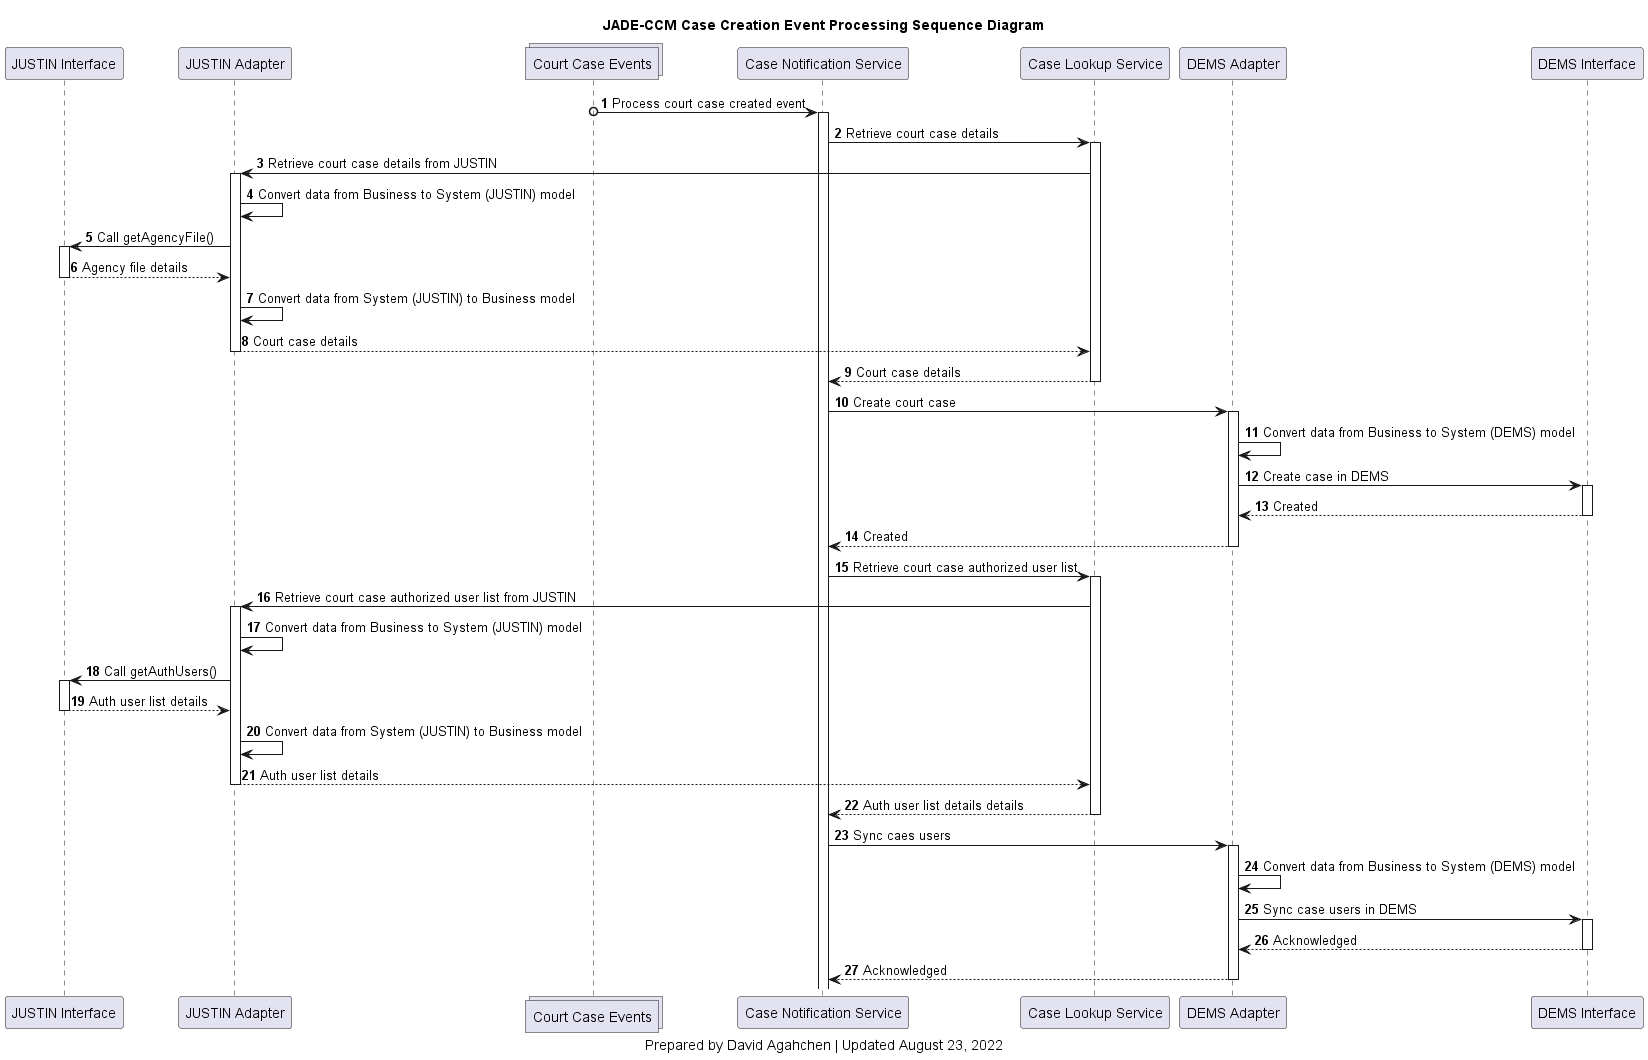 JADE-CCM Case Creation Event Processing Sequence Diagram
JUSTIN Interface
JUSTIN Adapter
Court Case Events
Case Notification Service
Case Lookup Service
DEMS Adapter
DEMS Interface
1 Process court case created event
2 Retrieve court case details
3 Retrieve court case details from JUSTIN
4 Convert data from Business to System (JUSTIN) model
5 Call getAgencyFile()
6 Agency file details
7 Convert data from System (JUSTIN) to Business model
8 Court case details
9 Court case details
10 Create court case
11 Convert data from Business to System (DEMS) model
12 Create case in DEMS
13 Created
14 Created
15 Retrieve court case authorized user list
16 Retrieve court case authorized user list from JUSTIN
17 Convert data from Business to System (JUSTIN) model
18 Call getAuthUsers()
19 Auth user list details
20 Convert data from System (JUSTIN) to Business model
21 Auth user list details
22 Auth user list details details
23 Sync caes users
24 Convert data from Business to System (DEMS) model
25 Sync case users in DEMS
26 Acknowledged
27 Acknowledged
JUSTIN Interface
JUSTIN Adapter
Court Case Events
Case Notification Service
Case Lookup Service
DEMS Adapter
DEMS Interface
Prepared by David Agahchen | Updated August 23, 2022